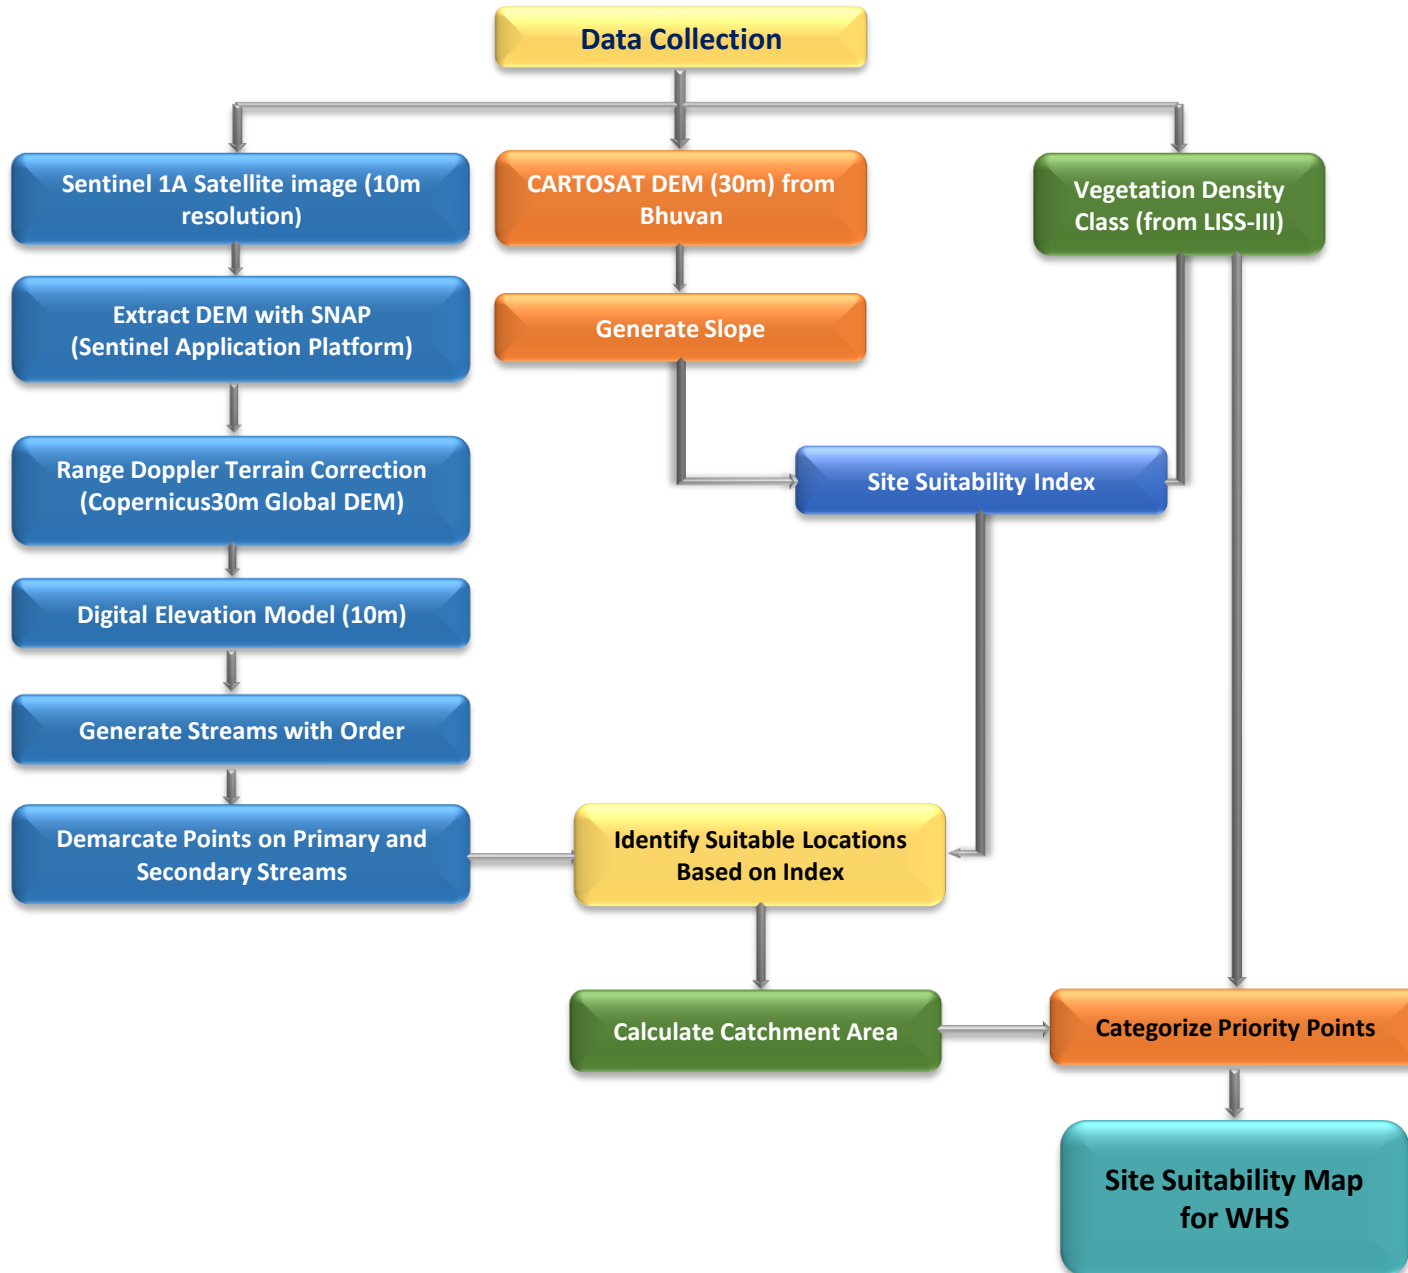 Data Collection
Sentinel 1A Satellite image (10m
resolution)
CARTOSAT DEM (30m) from
Bhuvan
Vegetation Density
Class (from LISS-III)
Extract DEM with SNAP
(Sentinel Application Platform)
Generate Slope
Range Doppler Terrain Correction
(Copernicus30m Global DEM)
Site Suitability Index
Digital Elevation Model (10m)
Generate Streams with Order
Demarcate Points on Primary and
Secondary Streams
Identify Suitable Locations
Based on Index
Calculate Catchment Area
Categorize Priority Points
Site Suitability Map
for WHS